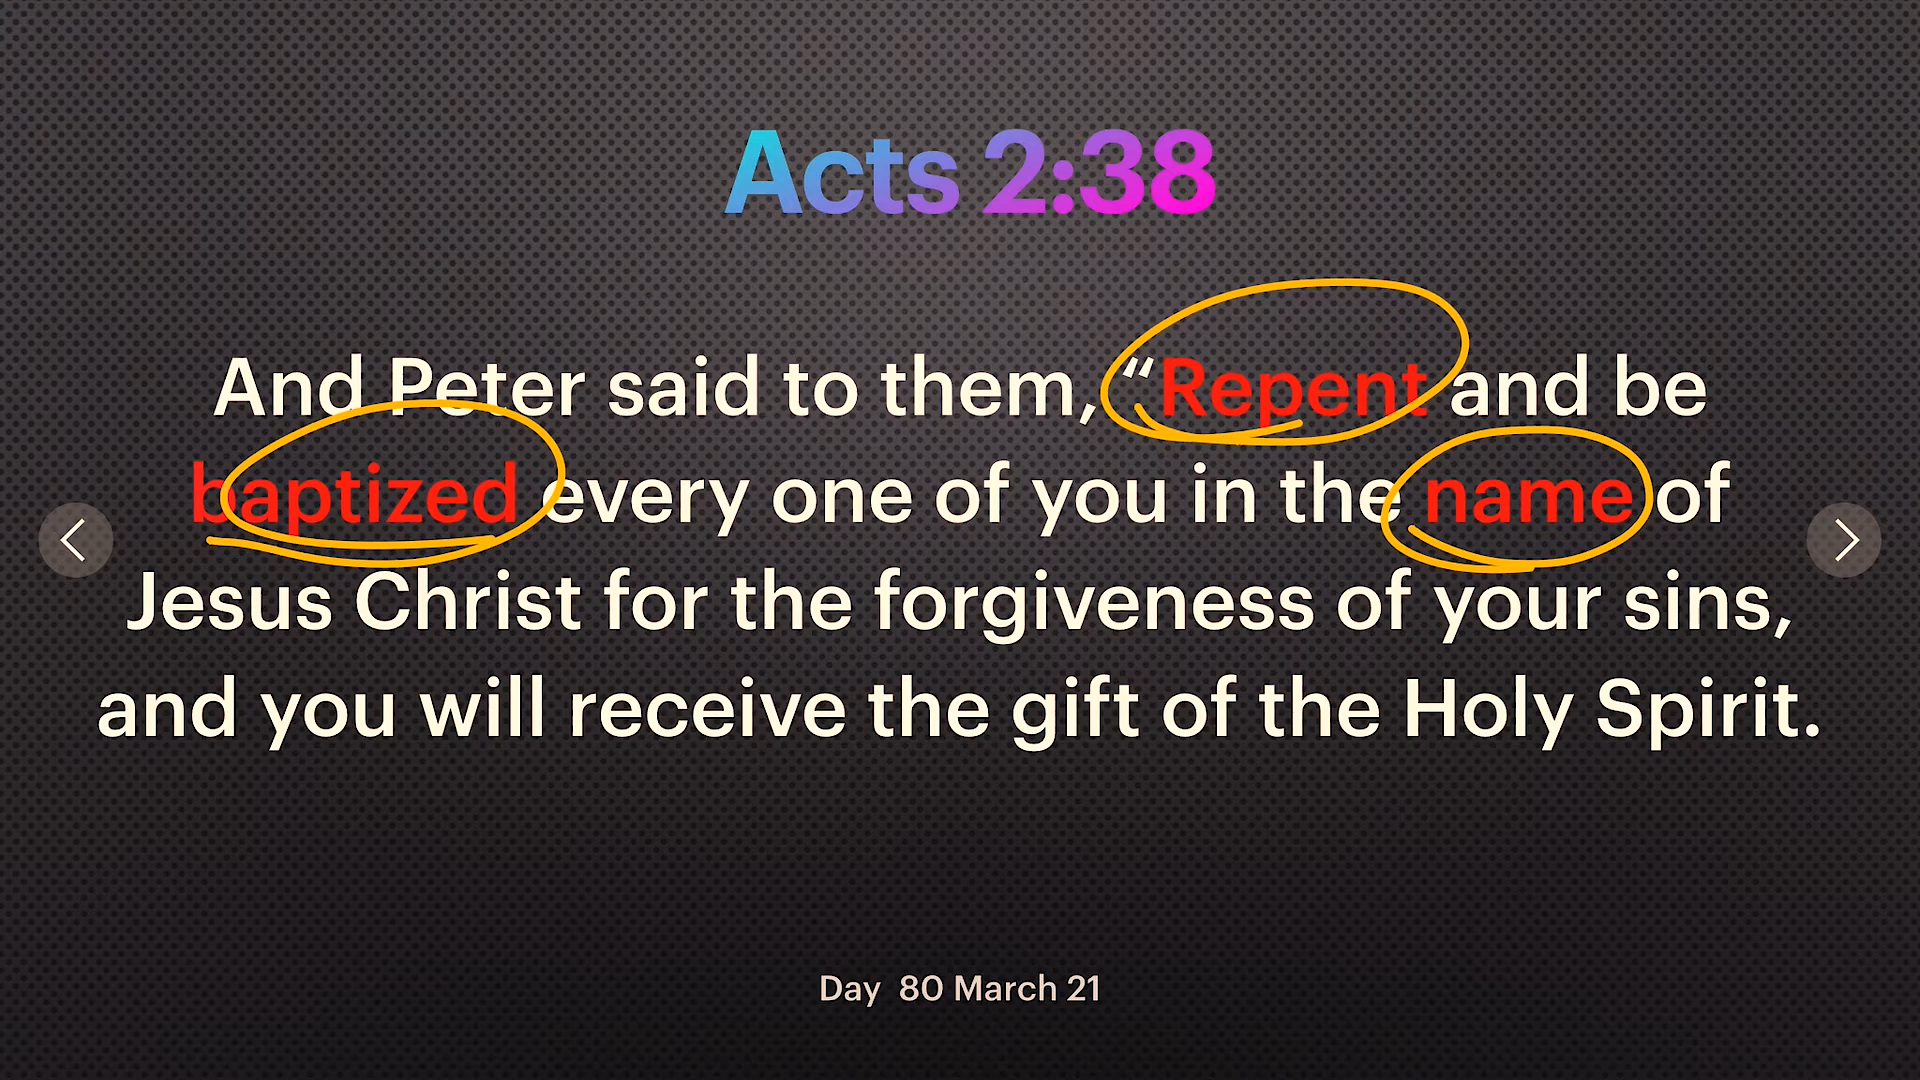 Acts 2:38
And Peter said to them, “Repent and be
baptized every one of you in the name of
Jesus Christ for the forgiveness of your sins,
and you will receive the gift of the Holy Spirit.
Day  80 March 21